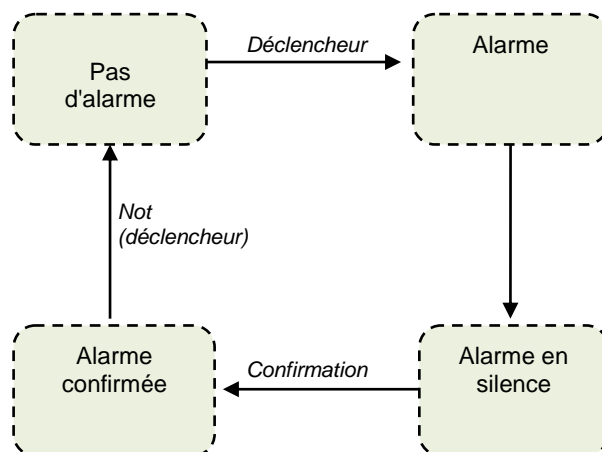 Déclencheur
Alarme
Pas
d'alarme
Not
(déclencheur)
Alarme
confirmée
Confirmation
Alarme en
silence